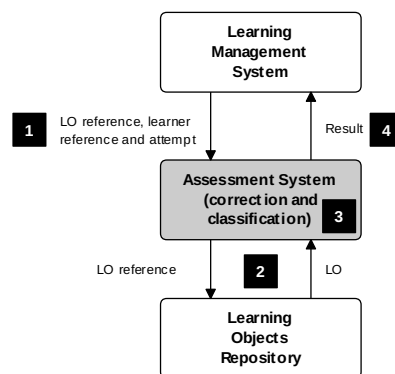 Learning
Management
System
1
LO reference, learner
reference and attempt
Result
4
Assessment System
(correction and
classification)
3
LO reference
2
LO
Learning
Objects
Repository